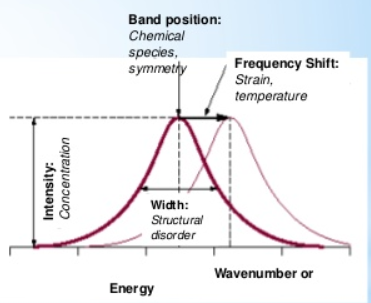 Band position:
Chemical
species,
symmetry
Frequency Shift:
Strain,
temperature
Intensity:
Concentration
Width:
Structural
disorder
Wavenumber or
Energy